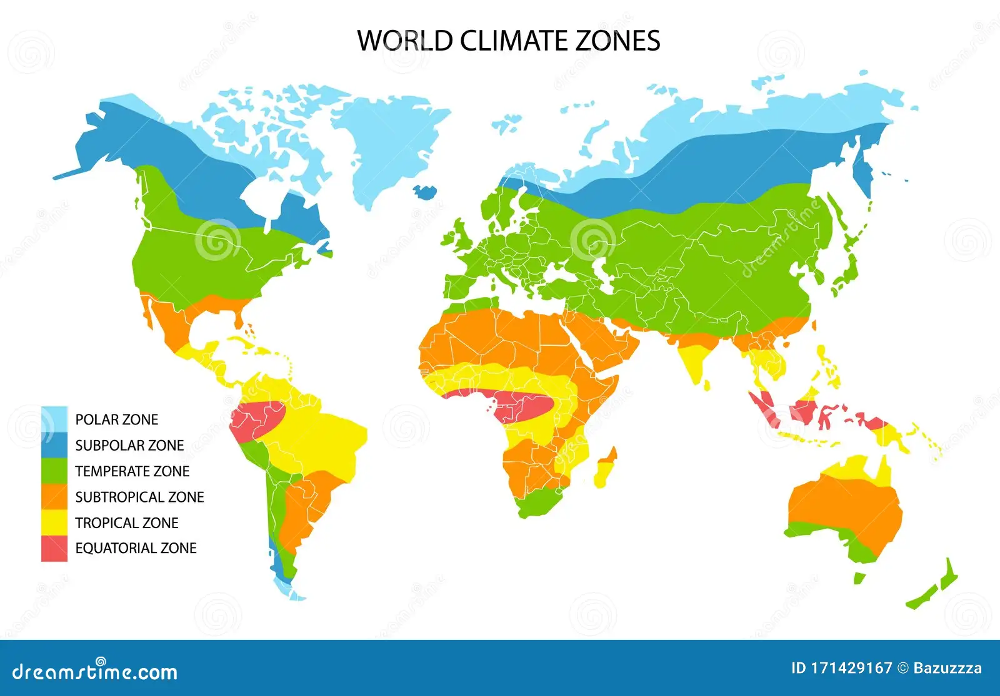 WORLD CLIMATE ZONES
POLAR ZONE
SUBPOLAR ZONE
TEMPERATE ZONE
SUBTROPICAL ZONE
TROPICAL ZONE
EQUATORIAL ZONE
dreamstime.com
ID 171429167 © Bazuzzza